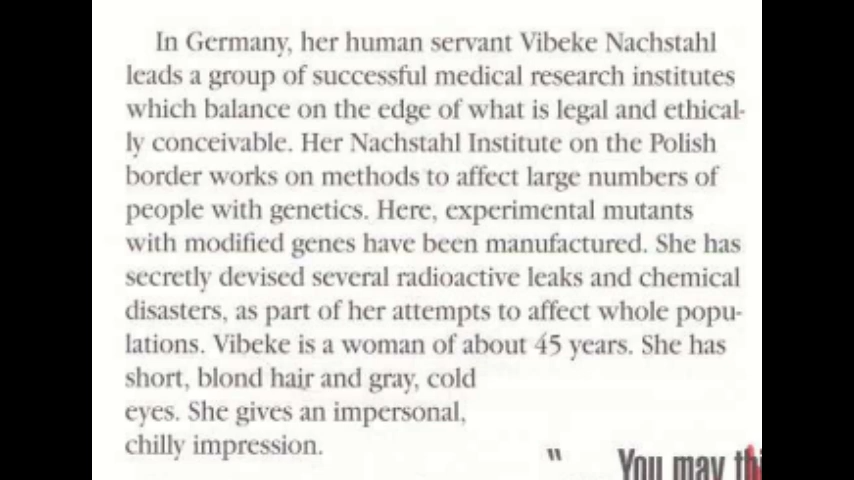 In Germany, her human servant Vibeke Nachstahl
leads a group of successful medical research institutes
which balance on the edge of what is legal and ethical-
ly conceivable. Her Nachstahl Institute on the Polish
border works on methods to affect large numbers of
people with genetics. Here, experimental mutants
with modified genes have been manufactured. She has
secretly devised several radioactive leaks and chemical
disasters, as part of her attempts to affect whole popu-
lations. Vibeke is a woman of about 45 years. She has
short, blond hair and gray, cold
eyes. She gives an impersonal,
chilly impression.
" You may